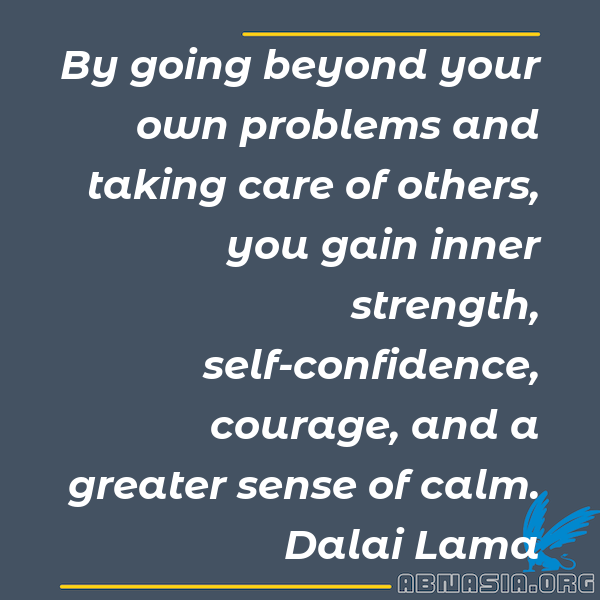 By going beyond your
own problems and
taking care of others,
you gain inner
strength,
self-confidence,
courage, and a
greater sense of calm.
Dalai Lama
ABNASIA.ORG